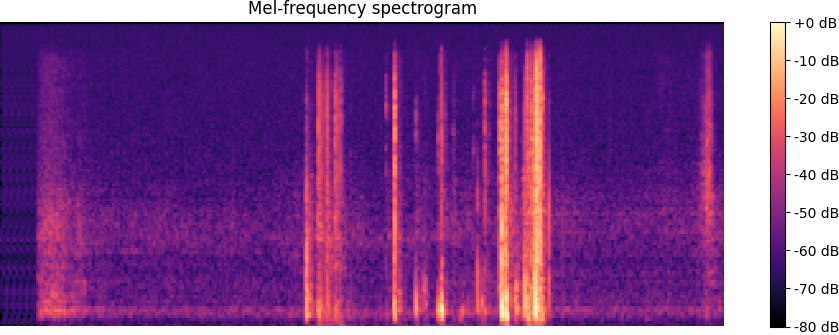 Mel-frequency spectrogram
+0 dB
-10 dB
-20 dB
-30 dB
-40 dB
-50 dB
-60 dB
-70 dB
-80 dB